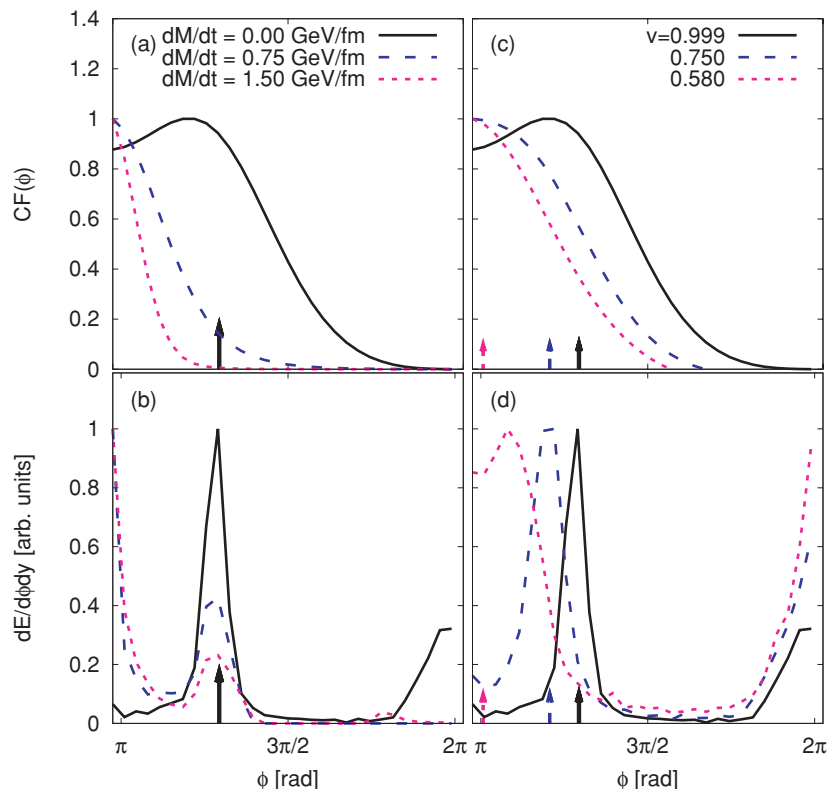 (a) dM/dt = 0.00 GeV/fm
dM/dt = 0.75 GeV/fm
dM/dt = 1.50 GeV/fm
(c) v=0.999
0.750
0.580
1.4
1.2
1
0.8
0.6
0.4
0.2
0
CF(ϕ)
(b)
(d)
1
0.8
0.6
0.4
0.2
0
dE/dϕdy [arb. units]
π 3π/2 2π
π 3π/2 2π
ϕ [rad]
ϕ [rad]